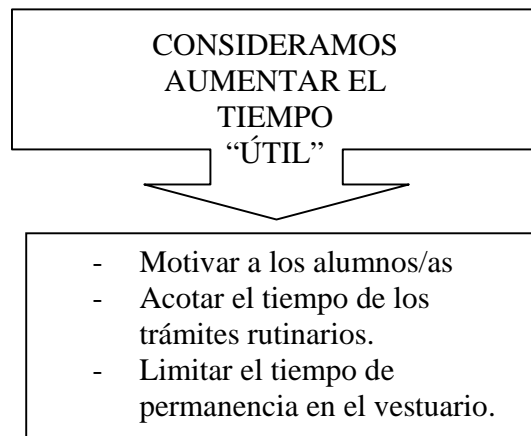 CONSIDERAMOS
AUMENTAR EL
TIEMPO
“ÚTIL”
- Motivar a los alumnos/as
- Acotar el tiempo de los
trámites rutinarios.
- Limitar el tiempo de
permanencia en el vestuario.